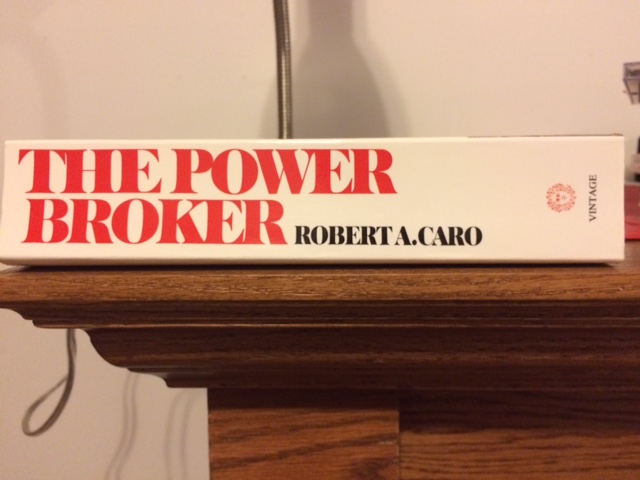 THE POWER
BROKER ROBERT A. CARO
VINTAGE